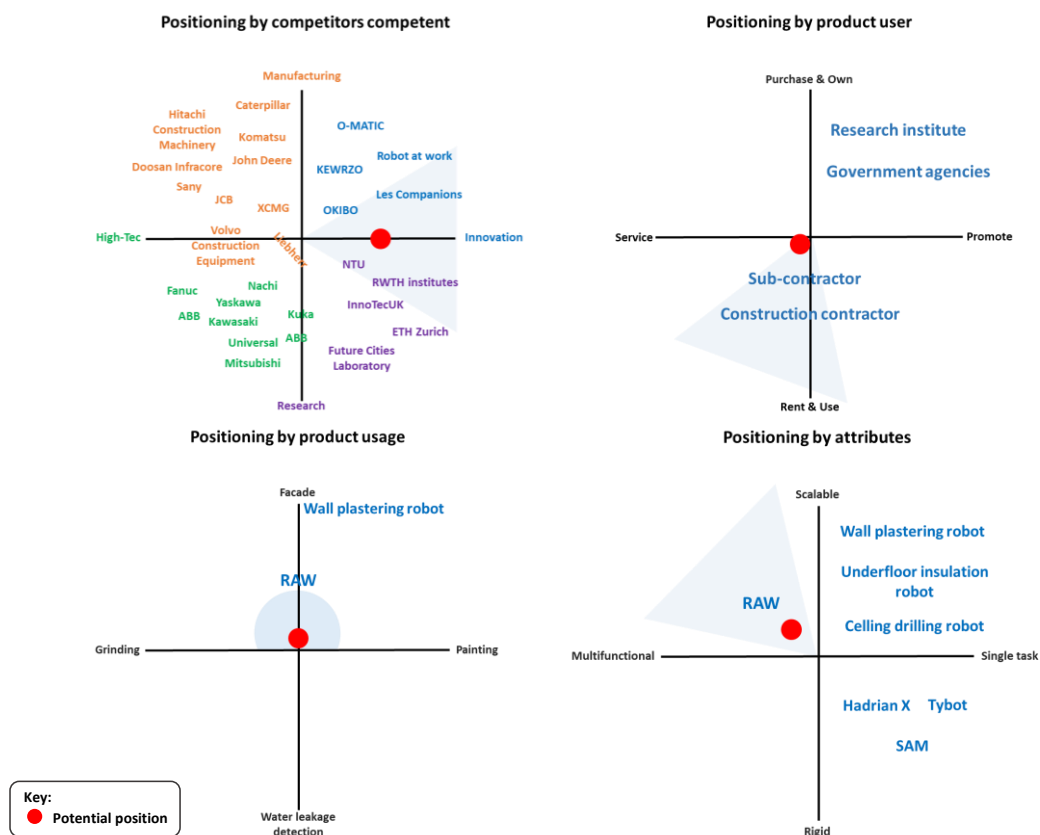 Positioning by competitors competent
Manufacturing
Caterpillar
Hitachi
Construction
Machinery
O-MATIC
Komatsu
Robot at work
John Deere
Doosan Infracore
KEWRZO
Sany
Les Companions
JCB
XCMG
OKIBO
Volvo
Construction
Equipment
High-Tec
Innovation
Liebherr
NTU
RWTH institutes
Nachi
Fanuc
Yaskawa
InnoTecUK
ABB
Kawasaki
Kuka
ETH Zurich
Universal
ABB
Future Cities
Laboratory
Mitsubishi
Research
Positioning by product user
Purchase & Own
Research institute
Government agencies
Service
Promote
Sub-contractor
Construction contractor
Rent & Use
Positioning by product usage
Facade
Wall plastering robot
RAW
Grinding
Painting
Water leakage
detection
Positioning by attributes
Scalable
Wall plastering robot
Underfloor insulation
robot
RAW
Celling drilling robot
Multifunctional
Single task
Hadrian X
Tybot
SAM
Rigid
Key:
Potential position